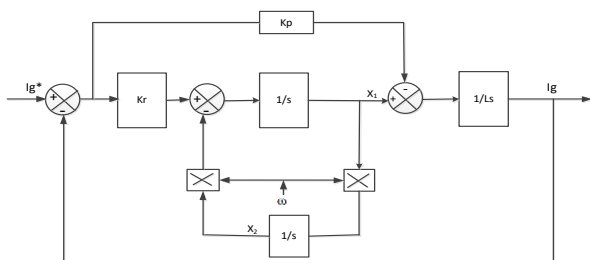 Kp
Ig*
+
-
Kr
+
-
1/s
X₁
-
+
1/Ls
Ig
ω
X₂
1/s